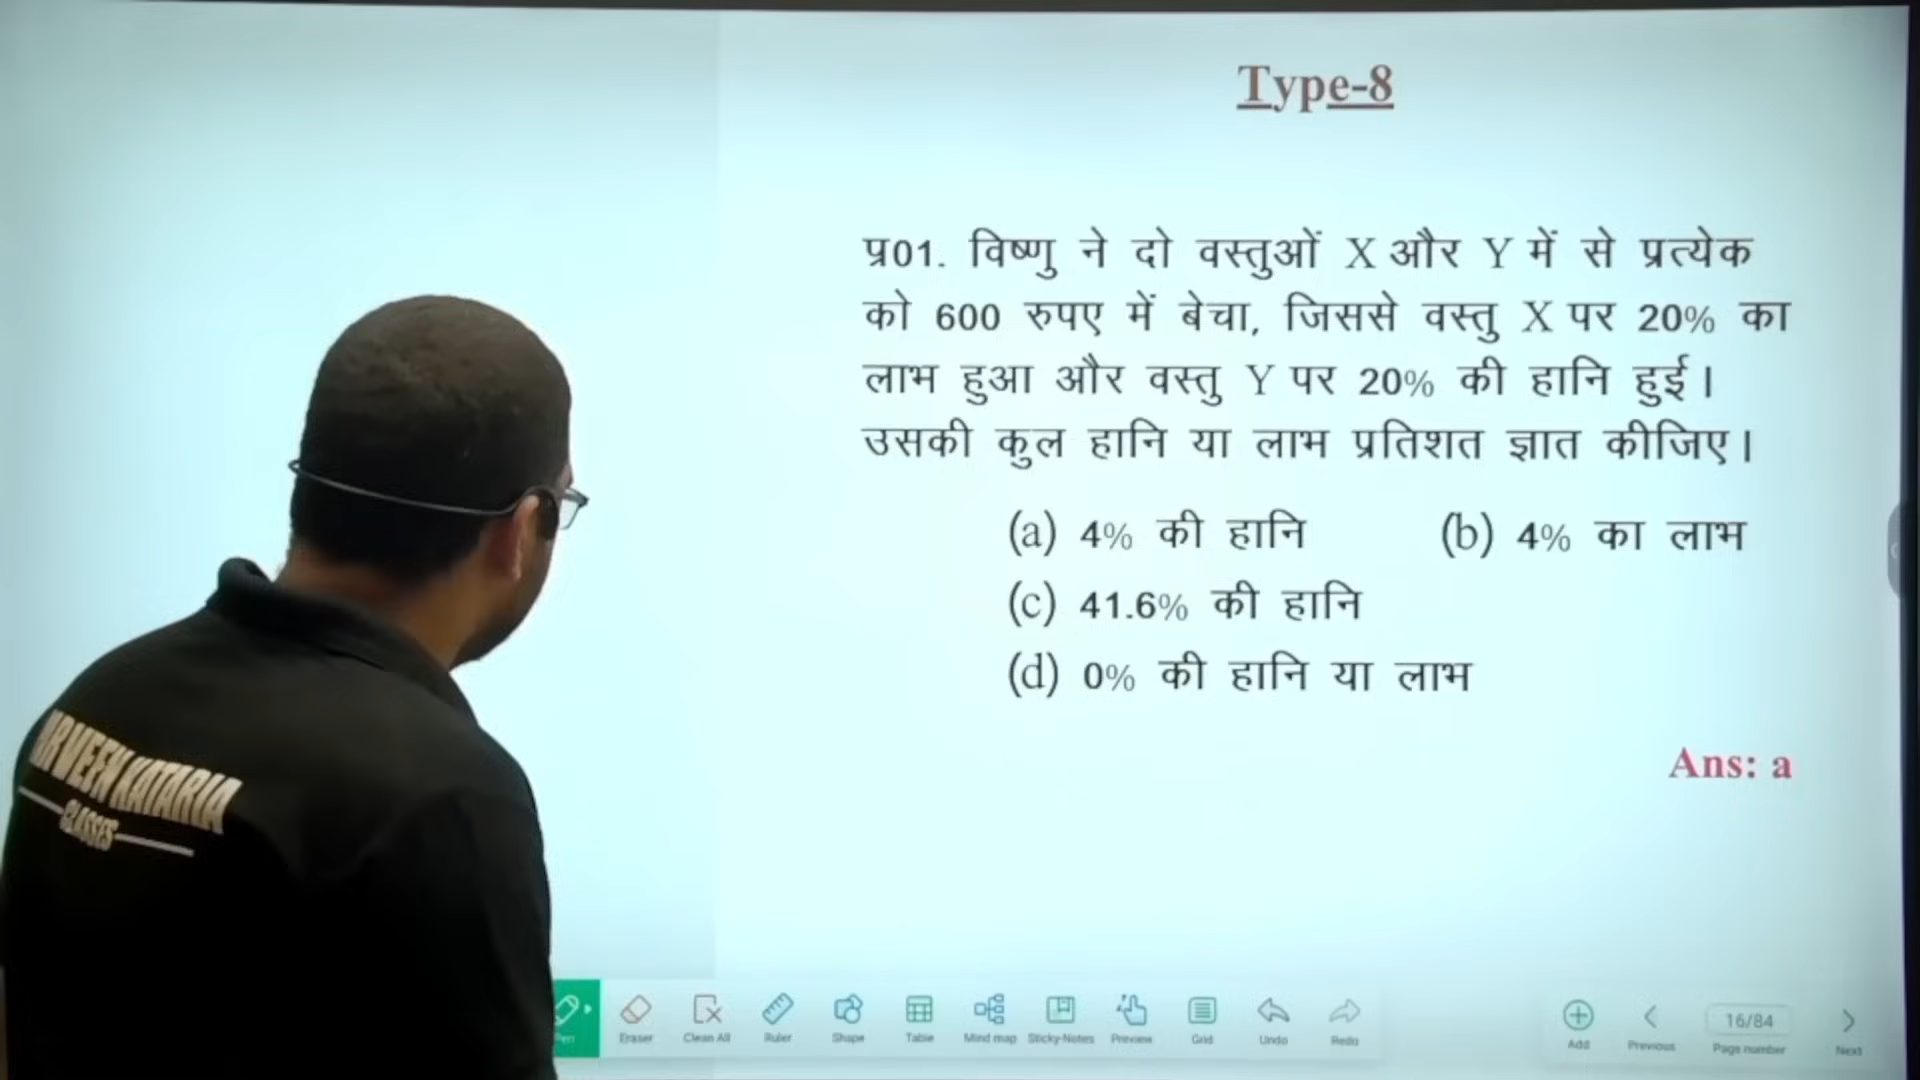 Type-8
प्र01. विष्णु ने दो वस्तुओं X और Y में से प्रत्येक
को 600 रुपए में बेचा, जिससे वस्तु X पर 20% का
लाभ हुआ और वस्तु Y पर 20% की हानि हुई।
उसकी कुल हानि या लाभ प्रतिशत ज्ञात कीजिए।
(a) 4% की हानि (b) 4% का लाभ
(c) 41.6% की हानि
(d) 0% की हानि या लाभ
Ans: a
KATARIA
CLASSES
Pen Eraser Clean All Ruler Shape Table Mind map Sticky-Notes Preview Grid Undo Redo Add Previous 16/84 Page number Next